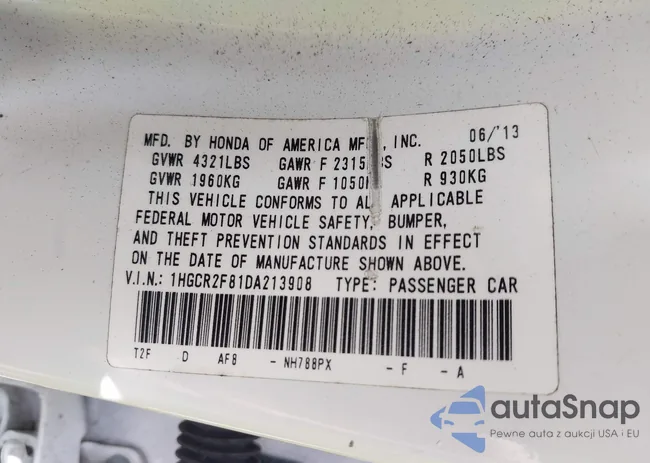 MFD. BY HONDA OF AMERICA MF , INC. 06/'13
GVWR 4321LBS GAWR F 2315 BS R 2050LBS
GVWR 1960KG GAWR F 1050 R 930KG
THIS VEHICLE CONFORMS TO AL APPLICABLE
FEDERAL MOTOR VEHICLE SAFETY, BUMPER,
AND THEFT PREVENTION STANDARDS IN EFFECT
ON THE DATE OF MANUFACTURE SHOWN ABOVE.
V.I.N.: 1HGCR2F81DA213908 TYPE: PASSENGER CAR
T2F D AF8 - NH788PX - F - A
autaSnap
Pewne auta z aukcji USA i EU